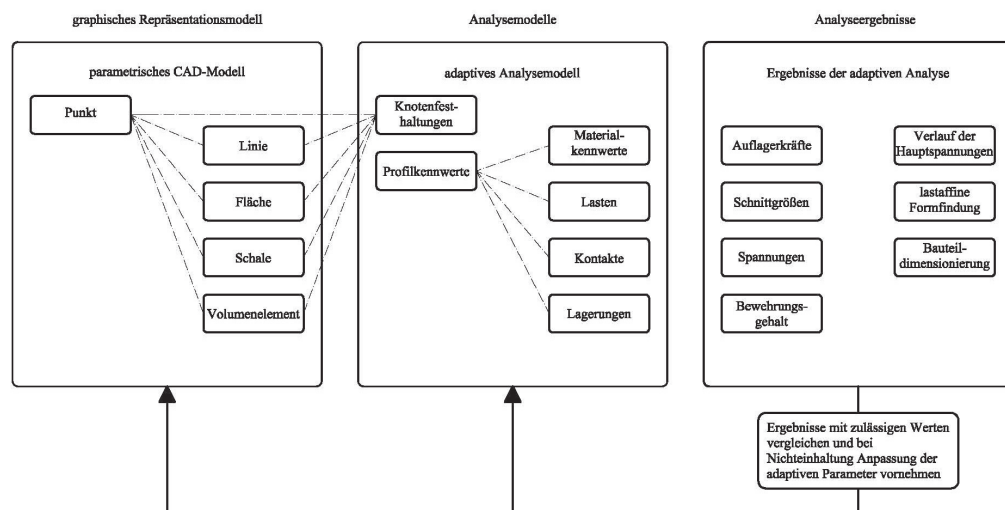 graphisches Repräsentationsmodell
parametrisches CAD-Modell
Punkt
Linie
Fläche
Schale
Volumenelement
Analysemodelle
adaptives Analysemodell
Knotenfest-
haltungen
Profilkennwerte
Material-
kennwerte
Lasten
Kontakte
Lagerungen
Analyseergebnisse
Ergebnisse der adaptiven Analyse
Auflagerkräfte
Schnittgrößen
Spannungen
Bewehrungs-
gehalt
Verlauf der
Hauptspannungen
lastaffine
Formfindung
Bauteil-
dimensionierung
Ergebnisse mit zulässigen Werten
vergleichen und bei
Nichteinhaltung Anpassung der
adaptiven Parameter vornehmen